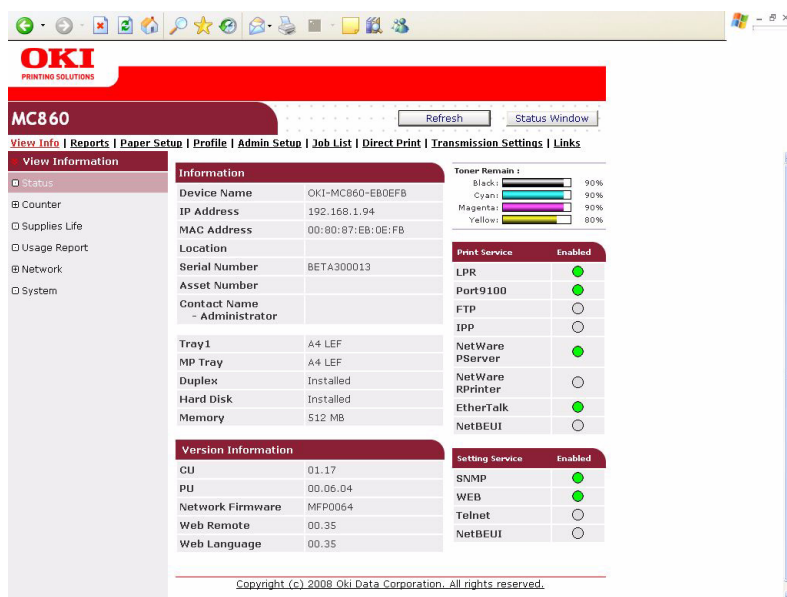 OKI
PRINTING SOLUTIONS
MC860
Refresh
Status Window
View Info | Reports | Paper Setup | Profile | Admin Setup | Job List | Direct Print | Transmission Settings | Links
View Information
Status
Counter
Supplies Life
Usage Report
Network
System
Information
Device Name OKI-MC860-EB0EFB
IP Address 192.168.1.94
MAC Address 00:80:87:EB:0E:FB
Location
Serial Number BETA300013
Asset Number
Contact Name
- Administrator
Tray1 A4 LEF
MP Tray A4 LEF
Duplex Installed
Hard Disk Installed
Memory 512 MB
Version Information
CU 01.17
PU 00.06.04
Network Firmware MFP0064
Web Remote 00.35
Web Language 00.35
Toner Remain :
Black: 90%
Cyan: 90%
Magenta: 90%
Yellow: 80%
Print Service Enabled
LPR
Port9100
FTP
IPP
NetWare
PServer
NetWare
RPrinter
EtherTalk
NetBEUI
Setting Service Enabled
SNMP
WEB
Telnet
NetBEUI
Copyright (c) 2008 Oki Data Corporation. All rights reserved.